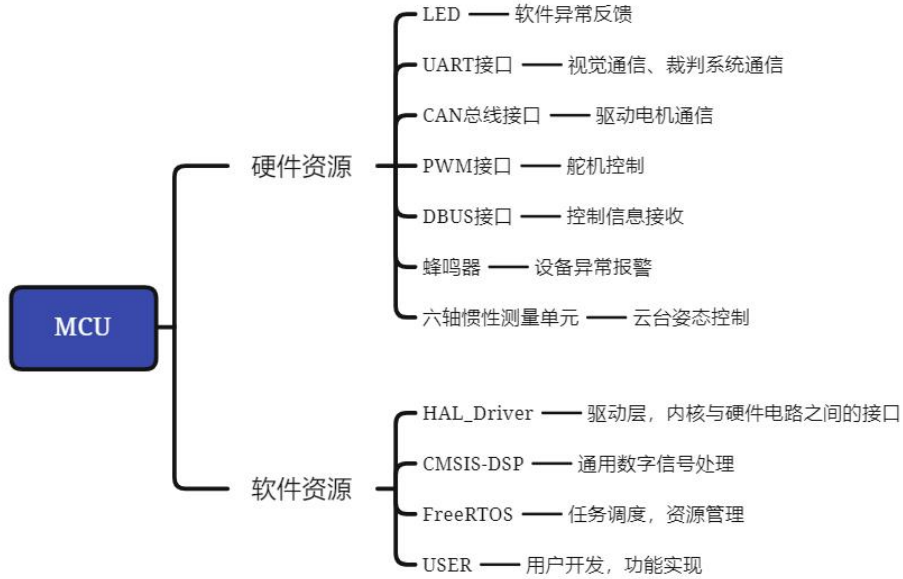 MCU
硬件资源
LED 软件异常反馈
UART接口 视觉通信、裁判系统通信
CAN总线接口 驱动电机通信
PWM接口 舵机控制
DBUS接口 控制信息接收
蜂鸣器 设备异常报警
六轴惯性测量单元 云台姿态控制
软件资源
HAL_Driver 驱动层，内核与硬件电路之间的接口
CMSIS-DSP 通用数字信号处理
FreeRTOS 任务调度，资源管理
USER 用户开发，功能实现